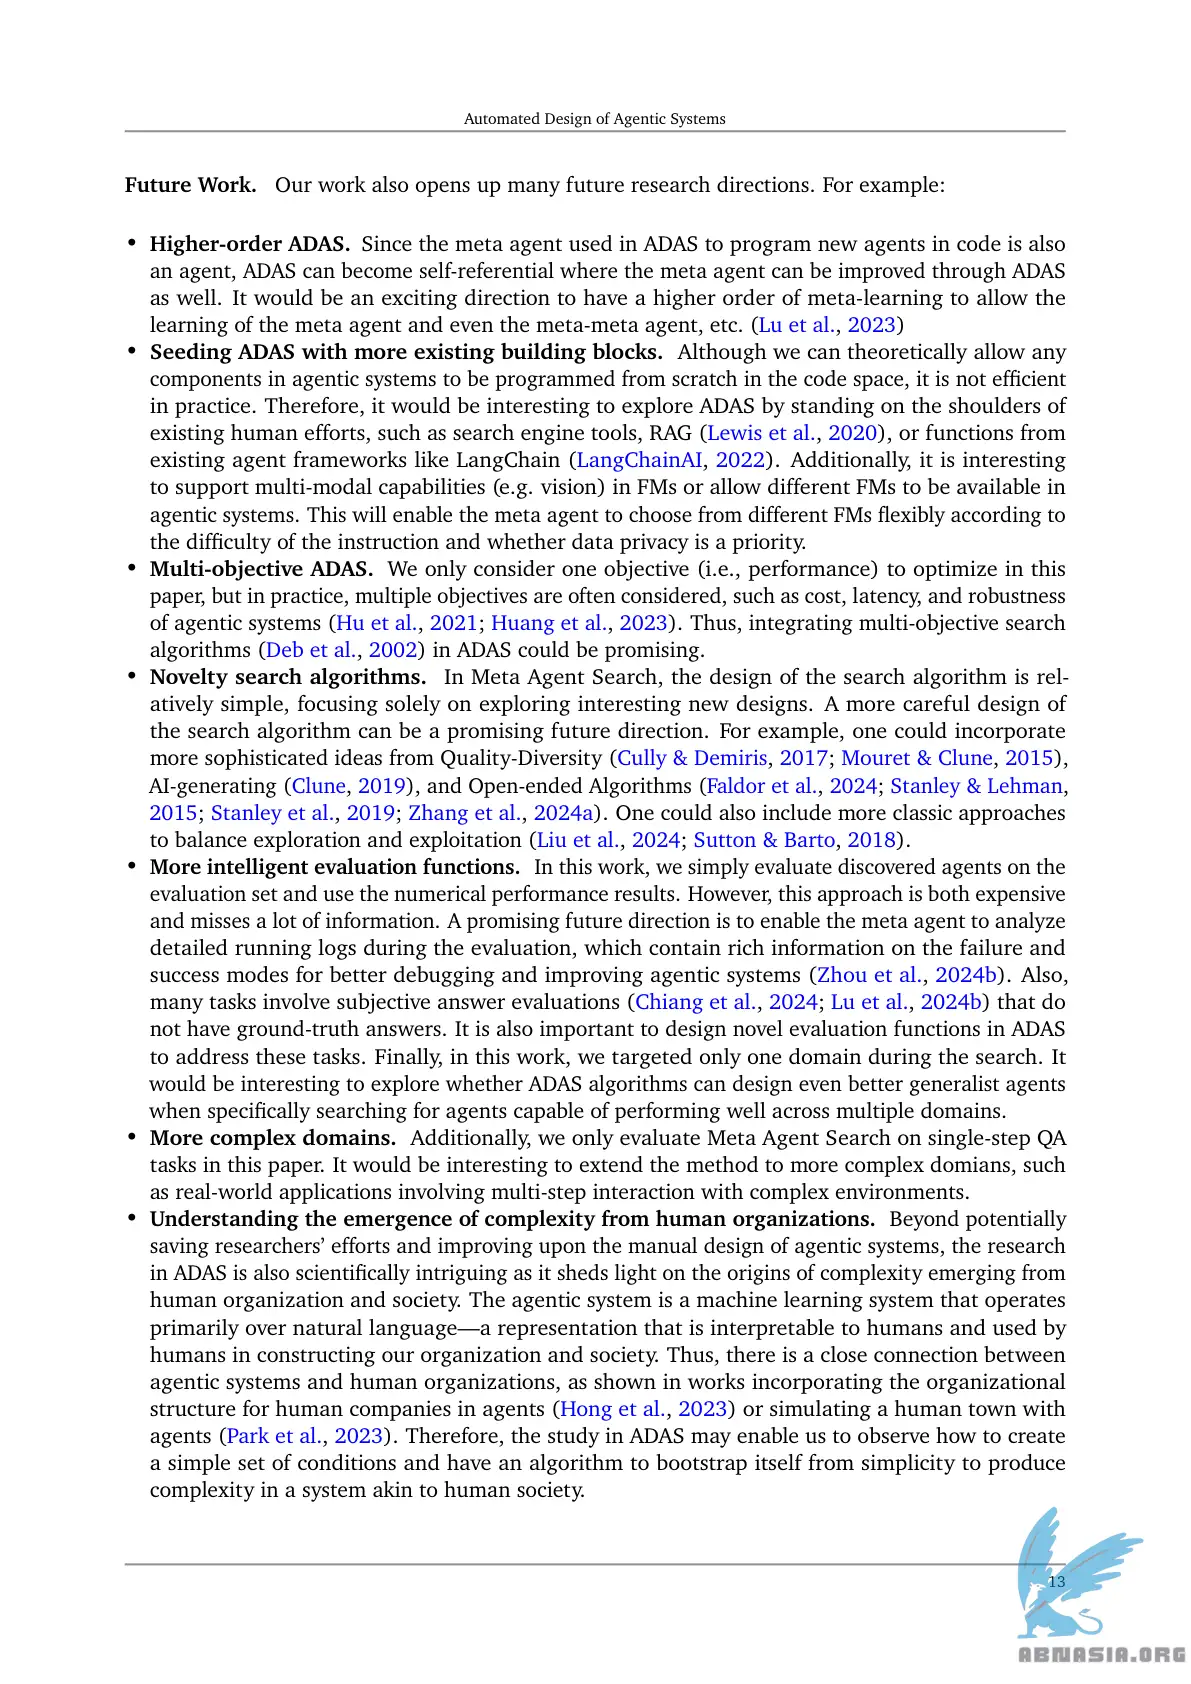 Automated Design of Agentic Systems
Future Work. Our work also opens up many future research directions. For example:
• Higher-order ADAS. Since the meta agent used in ADAS to program new agents in code is also
an agent, ADAS can become self-referential where the meta agent can be improved through ADAS
as well. It would be an exciting direction to have a higher order of meta-learning to allow the
learning of the meta agent and even the meta-meta agent, etc. (Lu et al., 2023)
• Seeding ADAS with more existing building blocks. Although we can theoretically allow any
components in agentic systems to be programmed from scratch in the code space, it is not efficient
in practice. Therefore, it would be interesting to explore ADAS by standing on the shoulders of
existing human efforts, such as search engine tools, RAG (Lewis et al., 2020), or functions from
existing agent frameworks like LangChain (LangChainAI, 2022). Additionally, it is interesting
to support multi-modal capabilities (e.g. vision) in FMs or allow different FMs to be available in
agentic systems. This will enable the meta agent to choose from different FMs flexibly according to
the difficulty of the instruction and whether data privacy is a priority.
• Multi-objective ADAS. We only consider one objective (i.e., performance) to optimize in this
paper, but in practice, multiple objectives are often considered, such as cost, latency, and robustness
of agentic systems (Hu et al., 2021; Huang et al., 2023). Thus, integrating multi-objective search
algorithms (Deb et al., 2002) in ADAS could be promising.
• Novelty search algorithms. In Meta Agent Search, the design of the search algorithm is rel-
atively simple, focusing solely on exploring interesting new designs. A more careful design of
the search algorithm can be a promising future direction. For example, one could incorporate
more sophisticated ideas from Quality-Diversity (Cully & Demiris, 2017; Mouret & Clune, 2015),
AI-generating (Clune, 2019), and Open-ended Algorithms (Faldor et al., 2024; Stanley & Lehman,
2015; Stanley et al., 2019; Zhang et al., 2024a). One could also include more classic approaches
to balance exploration and exploitation (Liu et al., 2024; Sutton & Barto, 2018).
• More intelligent evaluation functions. In this work, we simply evaluate discovered agents on the
evaluation set and use the numerical performance results. However, this approach is both expensive
and misses a lot of information. A promising future direction is to enable the meta agent to analyze
detailed running logs during the evaluation, which contain rich information on the failure and
success modes for better debugging and improving agentic systems (Zhou et al., 2024b). Also,
many tasks involve subjective answer evaluations (Chiang et al., 2024; Lu et al., 2024b) that do
not have ground-truth answers. It is also important to design novel evaluation functions in ADAS
to address these tasks. Finally, in this work, we targeted only one domain during the search. It
would be interesting to explore whether ADAS algorithms can design even better generalist agents
when specifically searching for agents capable of performing well across multiple domains.
• More complex domains. Additionally, we only evaluate Meta Agent Search on single-step QA
tasks in this paper. It would be interesting to extend the method to more complex domians, such
as real-world applications involving multi-step interaction with complex environments.
• Understanding the emergence of complexity from human organizations. Beyond potentially
saving researchers’ efforts and improving upon the manual design of agentic systems, the research
in ADAS is also scientifically intriguing as it sheds light on the origins of complexity emerging from
human organization and society. The agentic system is a machine learning system that operates
primarily over natural language—a representation that is interpretable to humans and used by
humans in constructing our organization and society. Thus, there is a close connection between
agentic systems and human organizations, as shown in works incorporating the organizational
structure for human companies in agents (Hong et al., 2023) or simulating a human town with
agents (Park et al., 2023). Therefore, the study in ADAS may enable us to observe how to create
a simple set of conditions and have an algorithm to bootstrap itself from simplicity to produce
complexity in a system akin to human society.
13
ABNASIA.ORG